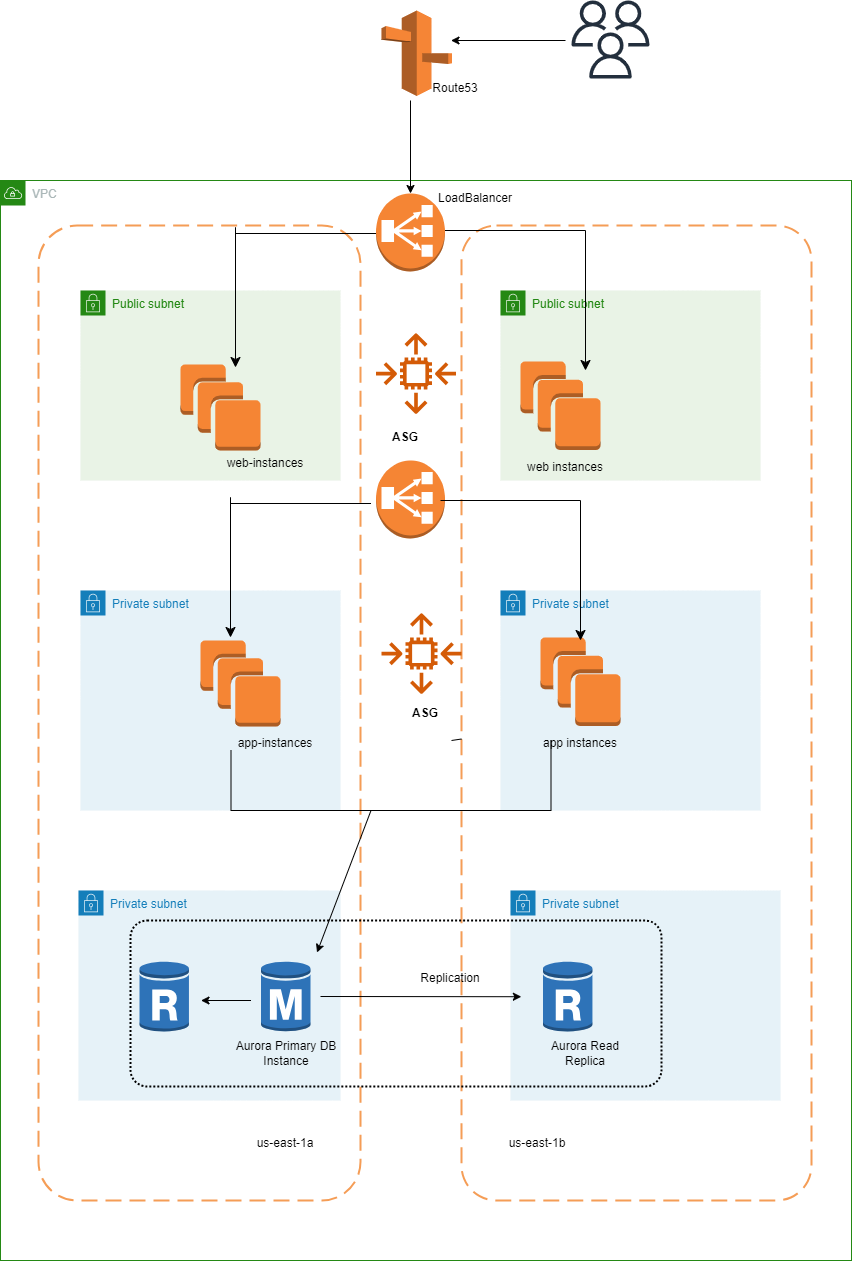 Route53
VPC
LoadBalancer
Public subnet
Public subnet
ASG
web-instances
web instances
Private subnet
Private subnet
ASG
app-instances
app instances
Private subnet
Private subnet
Replication
R
M
R
Aurora Primary DB
Instance
Aurora Read
Replica
us-east-1a
us-east-1b